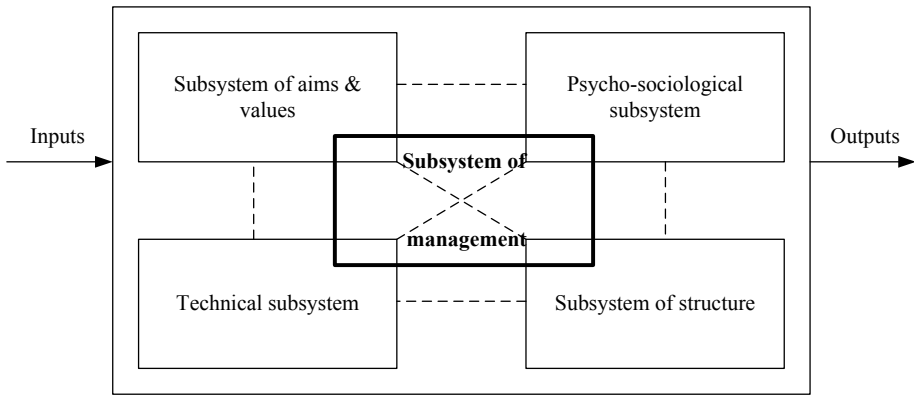 Subsystem of aims &
values
Psycho-sociological
subsystem
Inputs
Outputs
Subsystem of
management
Technical subsystem
Subsystem of structure